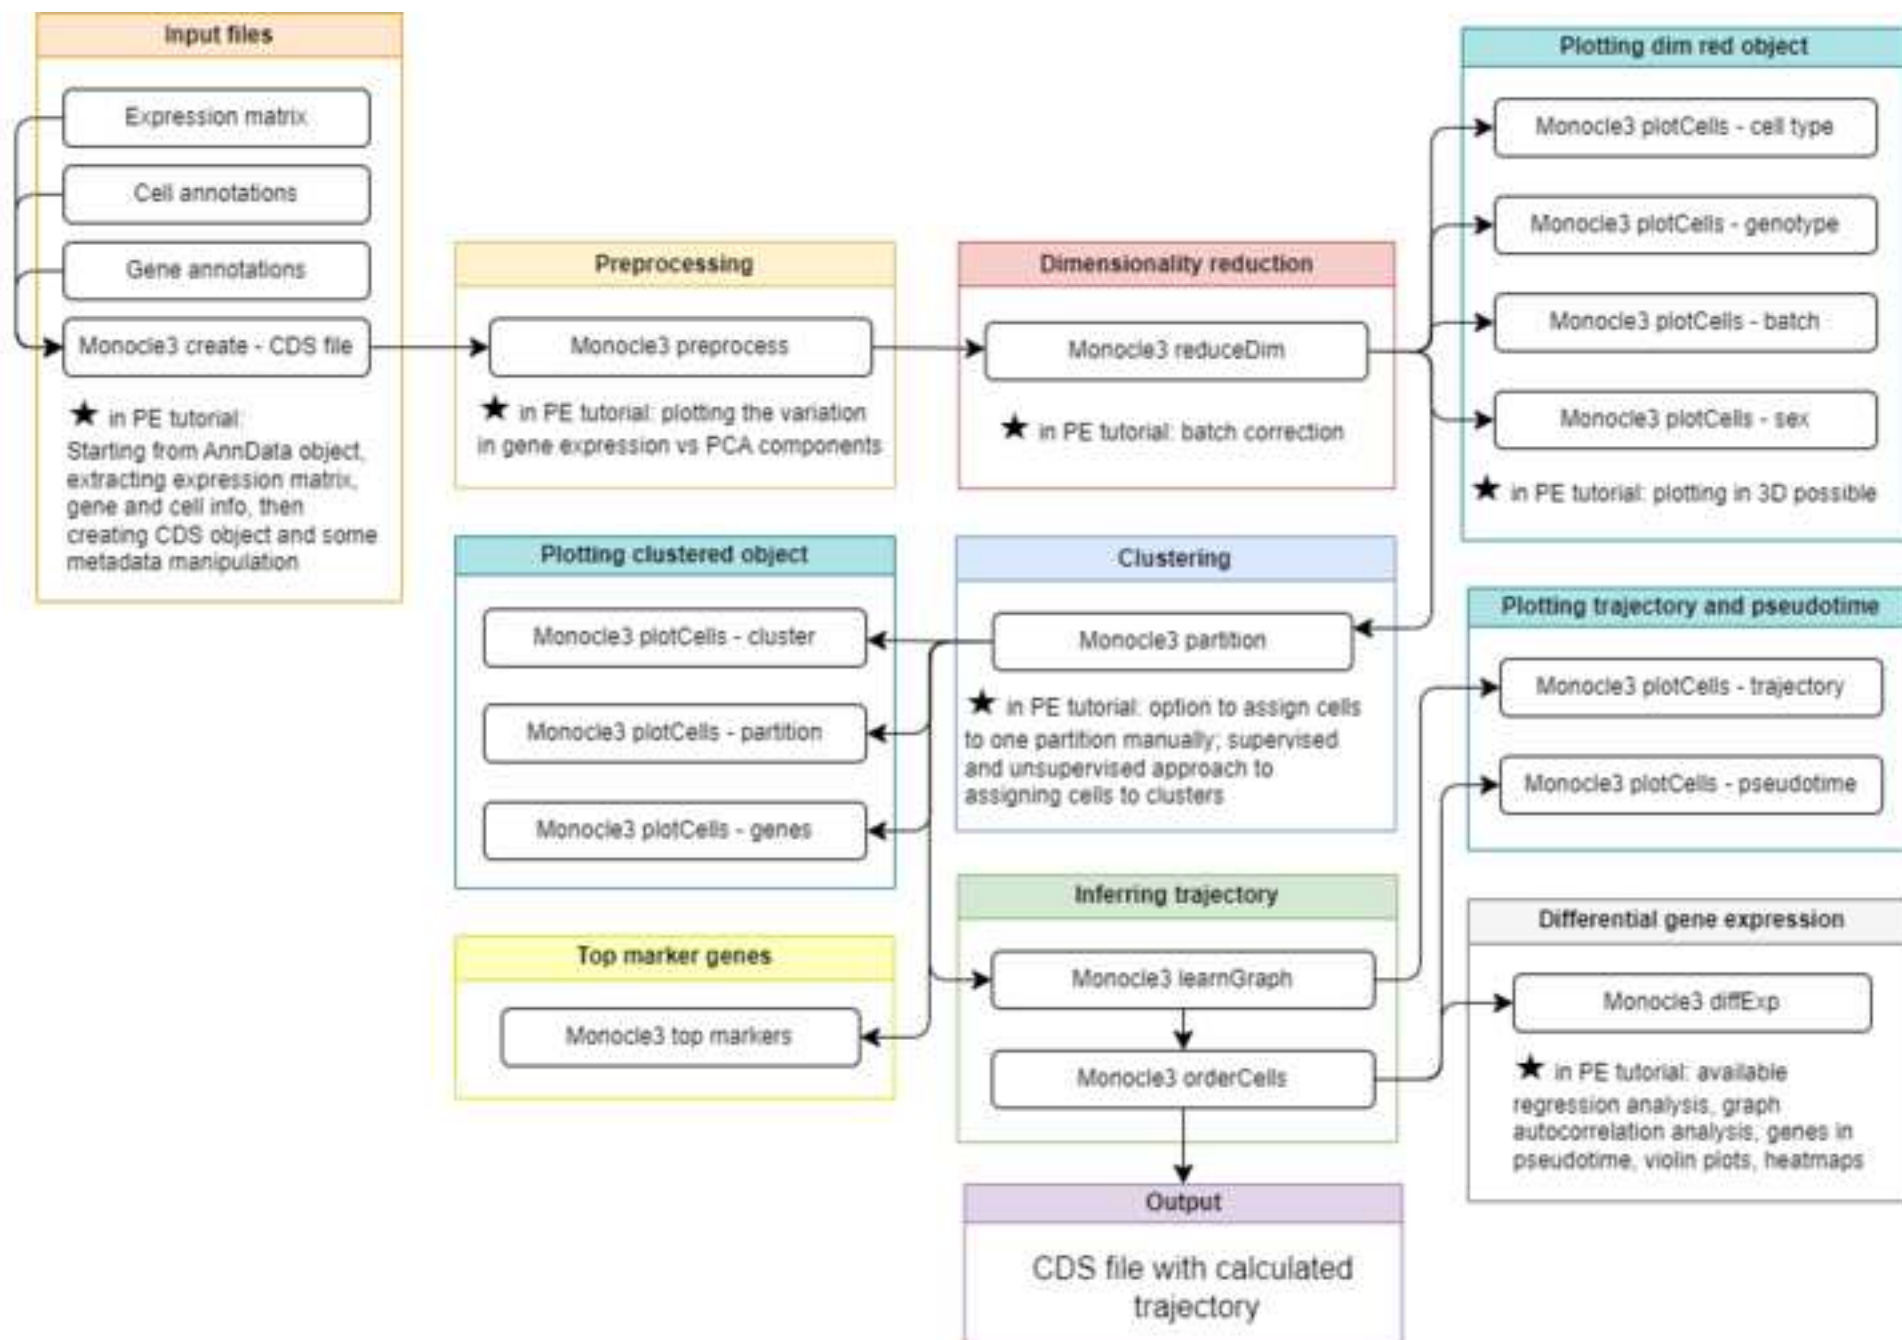 Input files
Expression matrix
Cell annotations
Gene annotations
Monocle3 create - CDS file
★ in PE tutorial:
Starting from AnnData object,
extracting expression matrix,
gene and cell info, then
creating CDS object and some
metadata manipulation
Preprocessing
Monocle3 preprocess
★ in PE tutorial: plotting the variation
in gene expression vs PCA components
Dimensionality reduction
Monocle3 reduceDim
★ in PE tutorial: batch correction
Plotting dim red object
Monocle3 plotCells - cell type
Monocle3 plotCells - genotype
Monocle3 plotCells - batch
Monocle3 plotCells - sex
★ in PE tutorial: plotting in 3D possible
Plotting clustered object
Monocle3 plotCells - cluster
Monocle3 plotCells - partition
Monocle3 plotCells - genes
Clustering
Monocle3 partition
★ in PE tutorial: option to assign cells
to one partition manually; supervised
and unsupervised approach to
assigning cells to clusters
Plotting trajectory and pseudotime
Monocle3 plotCells - trajectory
Monocle3 plotCells - pseudotime
Top marker genes
Monocle3 top markers
Inferring trajectory
Monocle3 learnGraph
Monocle3 orderCells
Differential gene expression
Monocle3 diffExp
★ in PE tutorial: available
regression analysis, graph
autocorrelation analysis, genes in
pseudotime, violin plots, heatmaps
Output
CDS file with calculated
trajectory